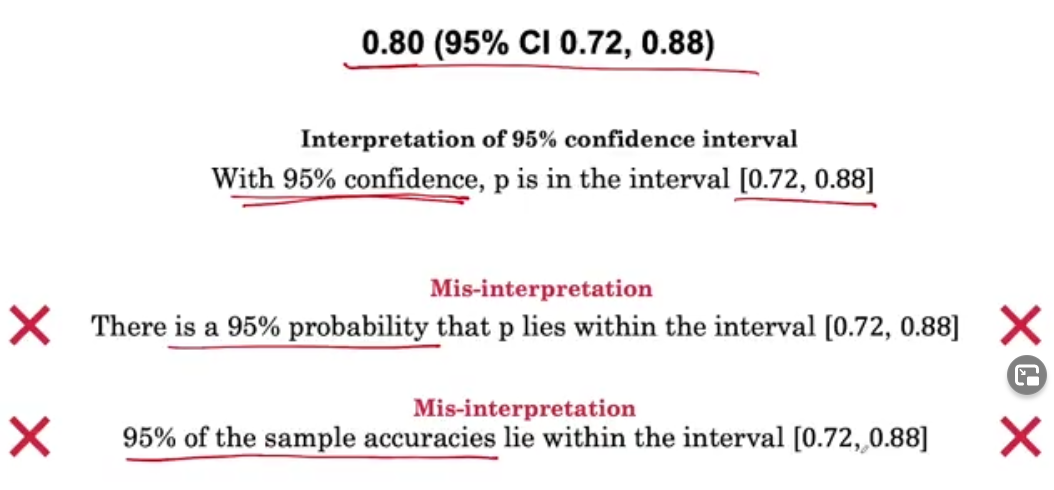 0.80 (95% CI 0.72, 0.88)
Interpretation of 95% confidence interval
With 95% confidence, p is in the interval [0.72, 0.88]
Mis-interpretation
There is a 95% probability that p lies within the interval [0.72, 0.88]
Mis-interpretation
95% of the sample accuracies lie within the interval [0.72, 0.88]